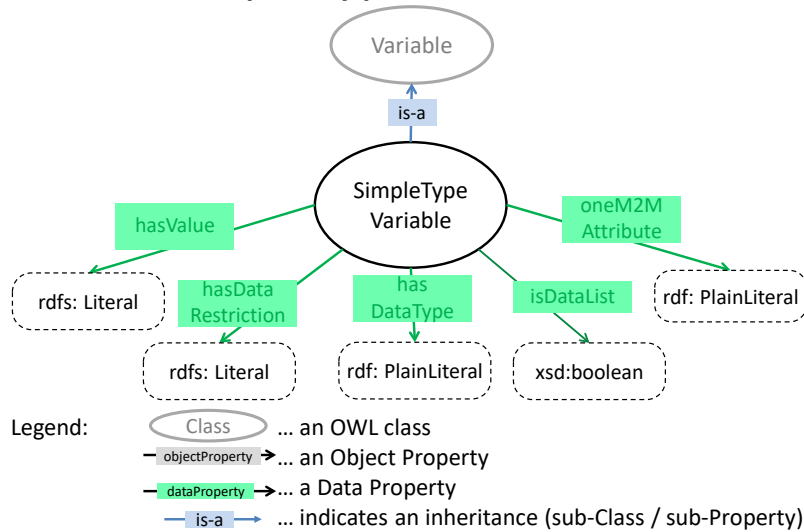 Variable
is-a
SimpleType
Variable
hasValue
oneM2M
Attribute
hasData
Restriction
has
DataType
isDataList
rdfs: Literal
rdf: PlainLiteral
rdfs: Literal
rdf: PlainLiteral
xsd:boolean
Legend:
Class
... an OWL class
objectProperty
... an Object Property
dataProperty
... a Data Property
is-a
... indicates an inheritance (sub-Class / sub-Property)